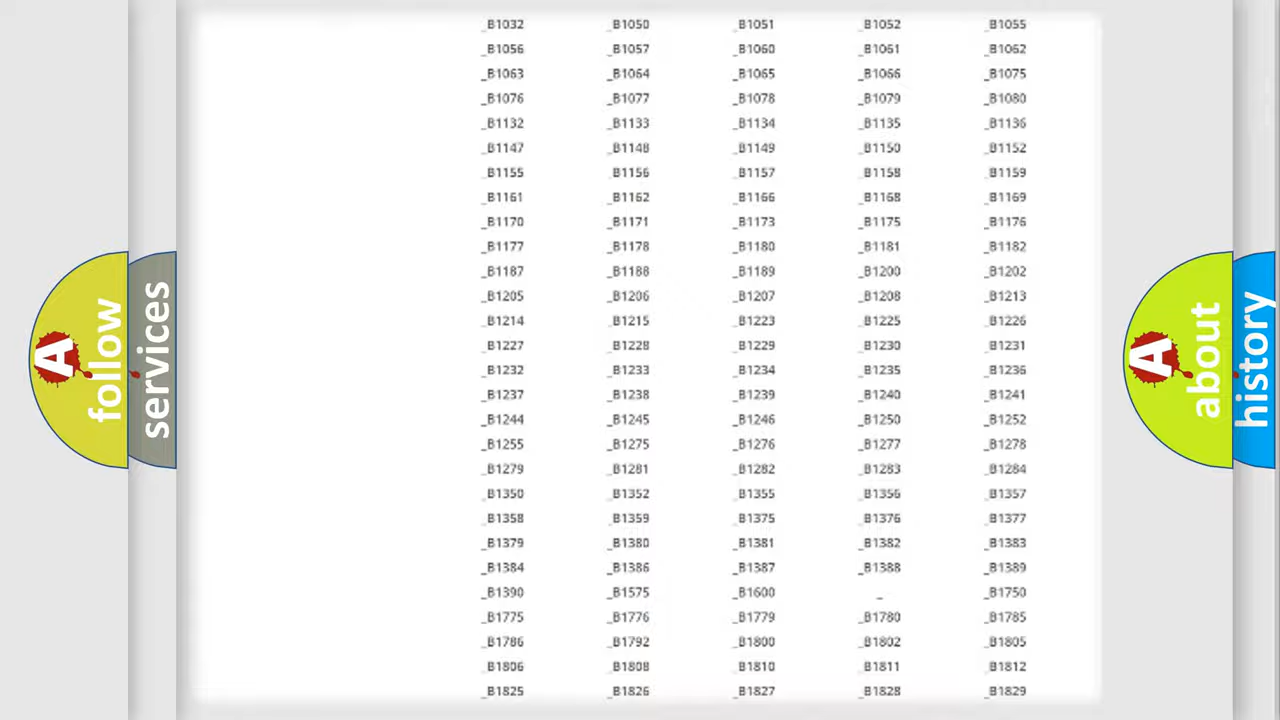 _B1032 _B1050 _B1051 _B1052 _B1055
_B1056 _B1057 _B1060 _B1061 _B1062
_B1063 _B1064 _B1065 _B1066 _B1075
_B1076 _B1077 _B1078 _B1079 _B1080
_B1132 _B1133 _B1134 _B1135 _B1136
_B1147 _B1148 _B1149 _B1150 _B1152
_B1155 _B1156 _B1157 _B1158 _B1159
_B1161 _B1162 _B1166 _B1168 _B1169
_B1170 _B1171 _B1173 _B1175 _B1176
_B1177 _B1178 _B1180 _B1181 _B1182
_B1187 _B1188 _B1189 _B1200 _B1202
_B1205 _B1206 _B1207 _B1208 _B1213
_B1214 _B1215 _B1223 _B1225 _B1226
_B1227 _B1228 _B1229 _B1230 _B1231
_B1232 _B1233 _B1234 _B1235 _B1236
_B1237 _B1238 _B1239 _B1240 _B1241
_B1244 _B1245 _B1246 _B1250 _B1252
_B1255 _B1275 _B1276 _B1277 _B1278
_B1279 _B1281 _B1282 _B1283 _B1284
_B1350 _B1352 _B1355 _B1356 _B1357
_B1358 _B1359 _B1375 _B1376 _B1377
_B1379 _B1380 _B1381 _B1382 _B1383
_B1384 _B1386 _B1387 _B1388 _B1389
_B1390 _B1575 _B1600 _ _B1750
_B1775 _B1776 _B1779 _B1780 _B1785
_B1786 _B1792 _B1800 _B1802 _B1805
_B1806 _B1808 _B1810 _B1811 _B1812
_B1825 _B1826 _B1827 _B1828 _B1829
A
follow
services
A
about
history